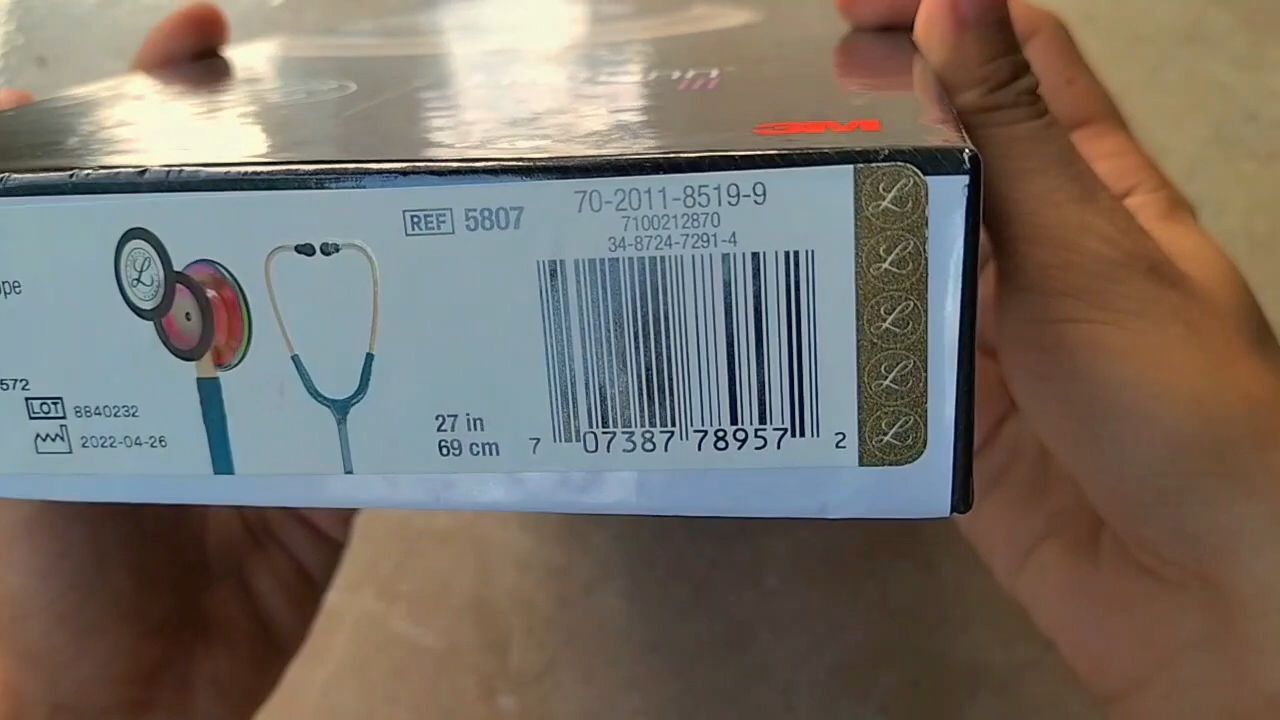 3M
70-2011-8519-9
REF 5807
7100212870
34-8724-7291-4
572
LOT 8840232
2022-04-26
27 in
69 cm
7 07387 78957 2